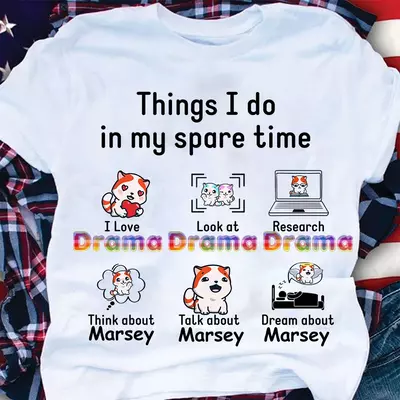 Things I do
in my spare time
I Love Look at Research
Drama Drama Drama
Think about Talk about Dream about
Marsey Marsey Marsey